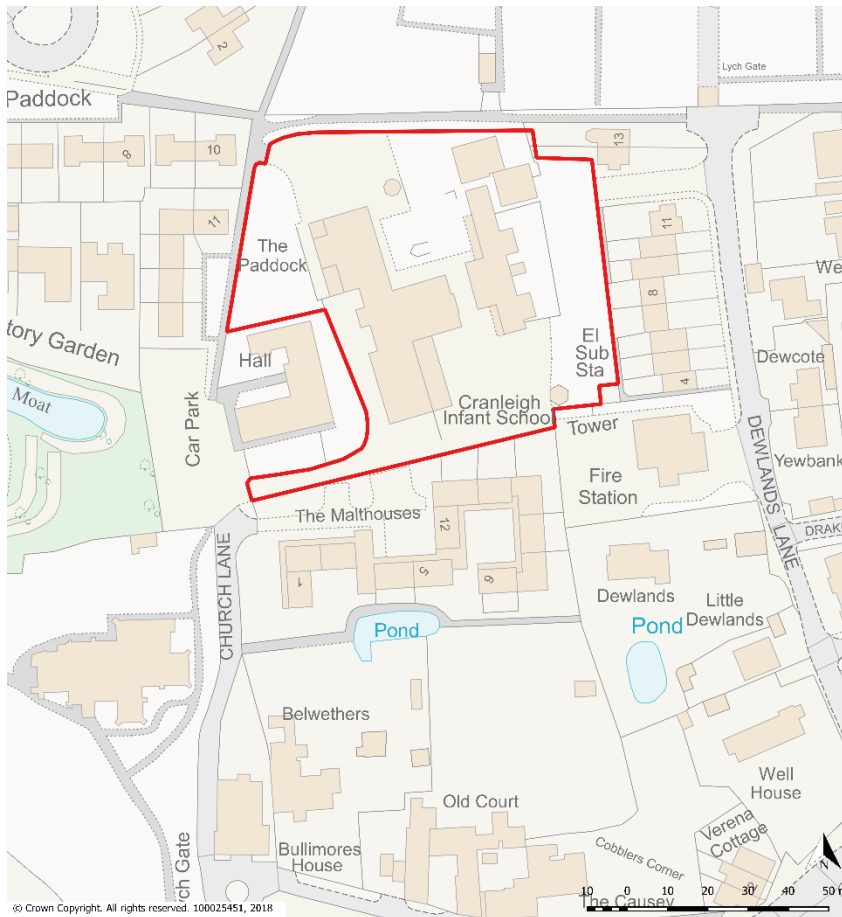 2
Lych Gate
Paddock
8
10
13
11
The
Paddock
11
We
8
tory Garden
Hall
El
Sub
Sta
Dewcote
Moat
Car Park
4
Cranleigh
Infant School
Tower
DEWLANDS LANE
Yewbank
Fire
Station
The Malthouses
12
DRAK
CHURCH LANE
1
5
6
Dewlands
Little
Dewlands
Pond
Pond
Belwethers
Well
House
Old Court
Verena
Cottage
Cobblers Corner
Bullimores
House
ych Gate
2
N
The Causey
10 0 10 20 30 40 50 m
© Crown Copyright. All rights reserved. 100025451, 2018